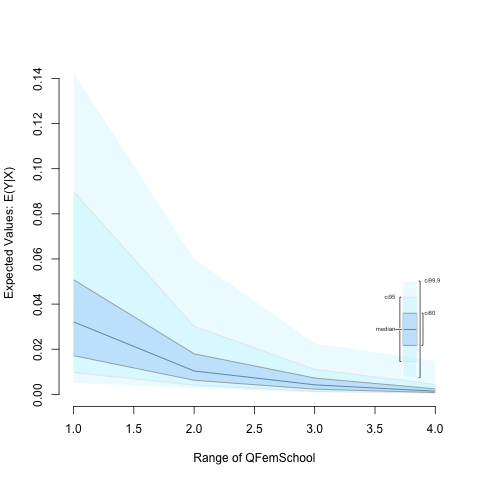 0.14
0.12
0.10
0.08
0.06
0.04
0.02
0.00
Expected Values: E(Y|X)
ci99.9
ci95
ci80
median
1.0 1.5 2.0 2.5 3.0 3.5 4.0
Range of QFemSchool